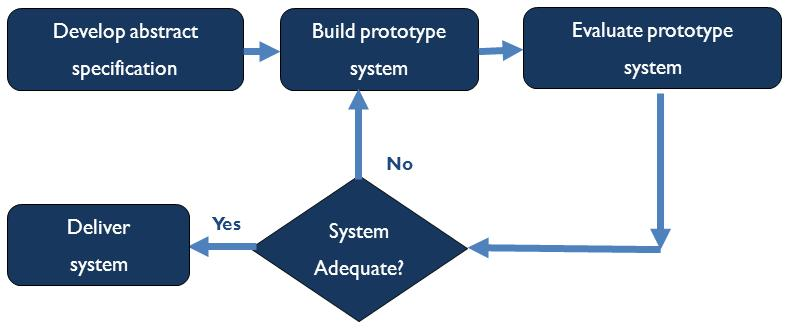 Develop abstract
specification
Build prototype
system
Evaluate prototype
system
No
System
Adequate?
Yes
Deliver
system